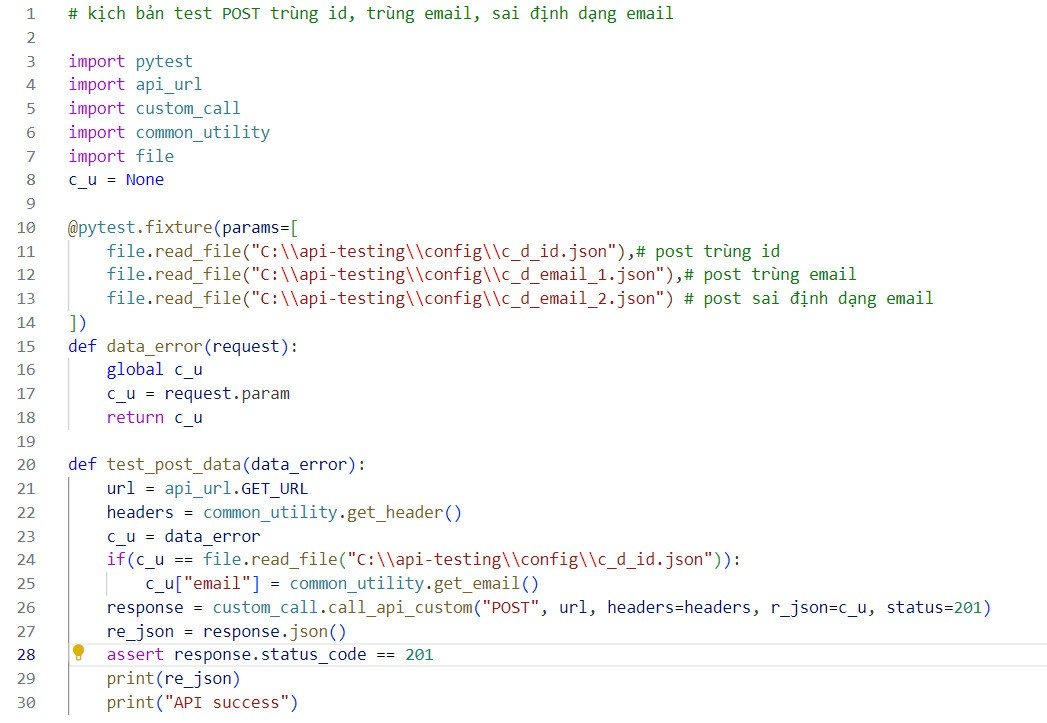 1 # kịch bản test POST trùng id, trùng email, sai định dạng email
2
3 import pytest
4 import api_url
5 import custom_call
6 import common_utility
7 import file
8 c_u = None
9
10 @pytest.fixture(params=[
11     file.read_file("C:\\api-testing\\config\\c_d_id.json"),# post trùng id
12     file.read_file("C:\\api-testing\\config\\c_d_email_1.json"),# post trùng email
13     file.read_file("C:\\api-testing\\config\\c_d_email_2.json") # post sai định dạng email
14 ])
15 def data_error(request):
16     global c_u
17     c_u = request.param
18     return c_u
19
20 def test_post_data(data_error):
21     url = api_url.GET_URL
22     headers = common_utility.get_header()
23     c_u = data_error
24     if(c_u == file.read_file("C:\\api-testing\\config\\c_d_id.json")):
25         c_u["email"] = common_utility.get_email()
26     response = custom_call.call_api_custom("POST", url, headers=headers, r_json=c_u, status=201)
27     re_json = response.json()
28     assert response.status_code == 201
29     print(re_json)
30     print("API success")